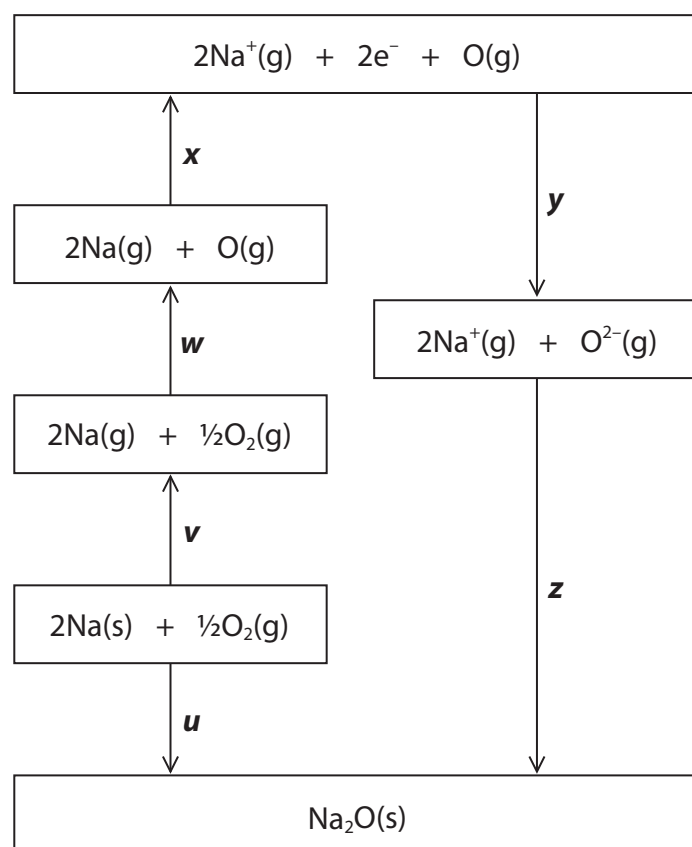 2Na⁺(g) + 2e⁻ + O(g)
x
y
2Na(g) + O(g)
w
2Na⁺(g) + O²⁻(g)
2Na(g) + ½O₂(g)
v
z
2Na(s) + ½O₂(g)
u
Na₂O(s)